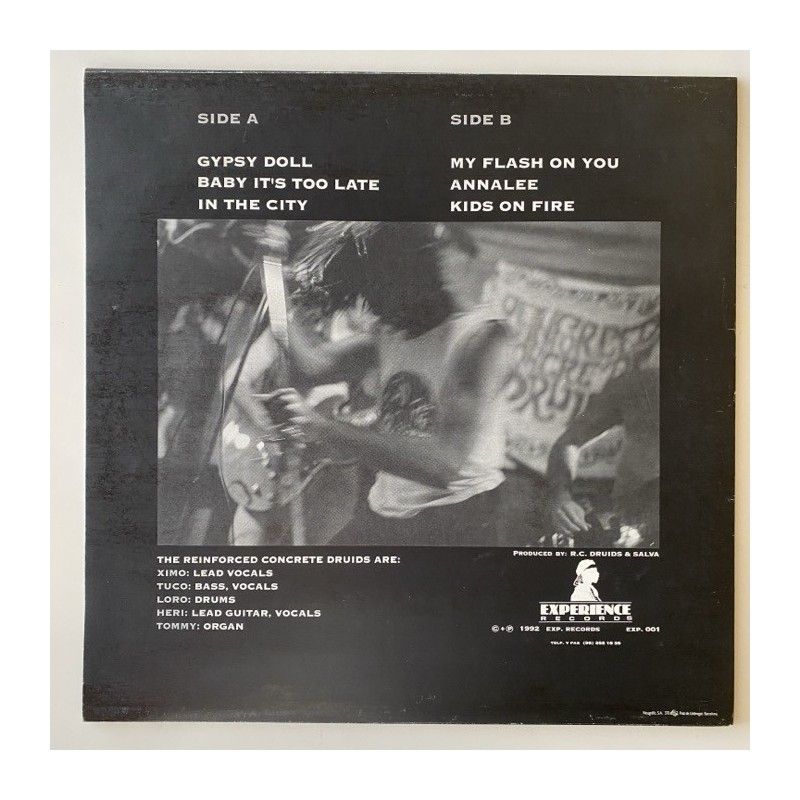 SIDE A
GYPSY DOLL
BABY IT'S TOO LATE
IN THE CITY
SIDE B
MY FLASH ON YOU
ANNALEE
KIDS ON FIRE
THE REINFORCED CONCRETE DRUIDS ARE:
XIMO: LEAD VOCALS
TUCO: BASS, VOCALS
LORO: DRUMS
HERI: LEAD GUITAR, VOCALS
TOMMY: ORGAN
PRODUCED BY: R.C. DRUIDS & SALVA
EXPERIENCE
RECORDS
©+℗ 1992 EXP. RECORDS EXP. 001
TELF. Y FAX